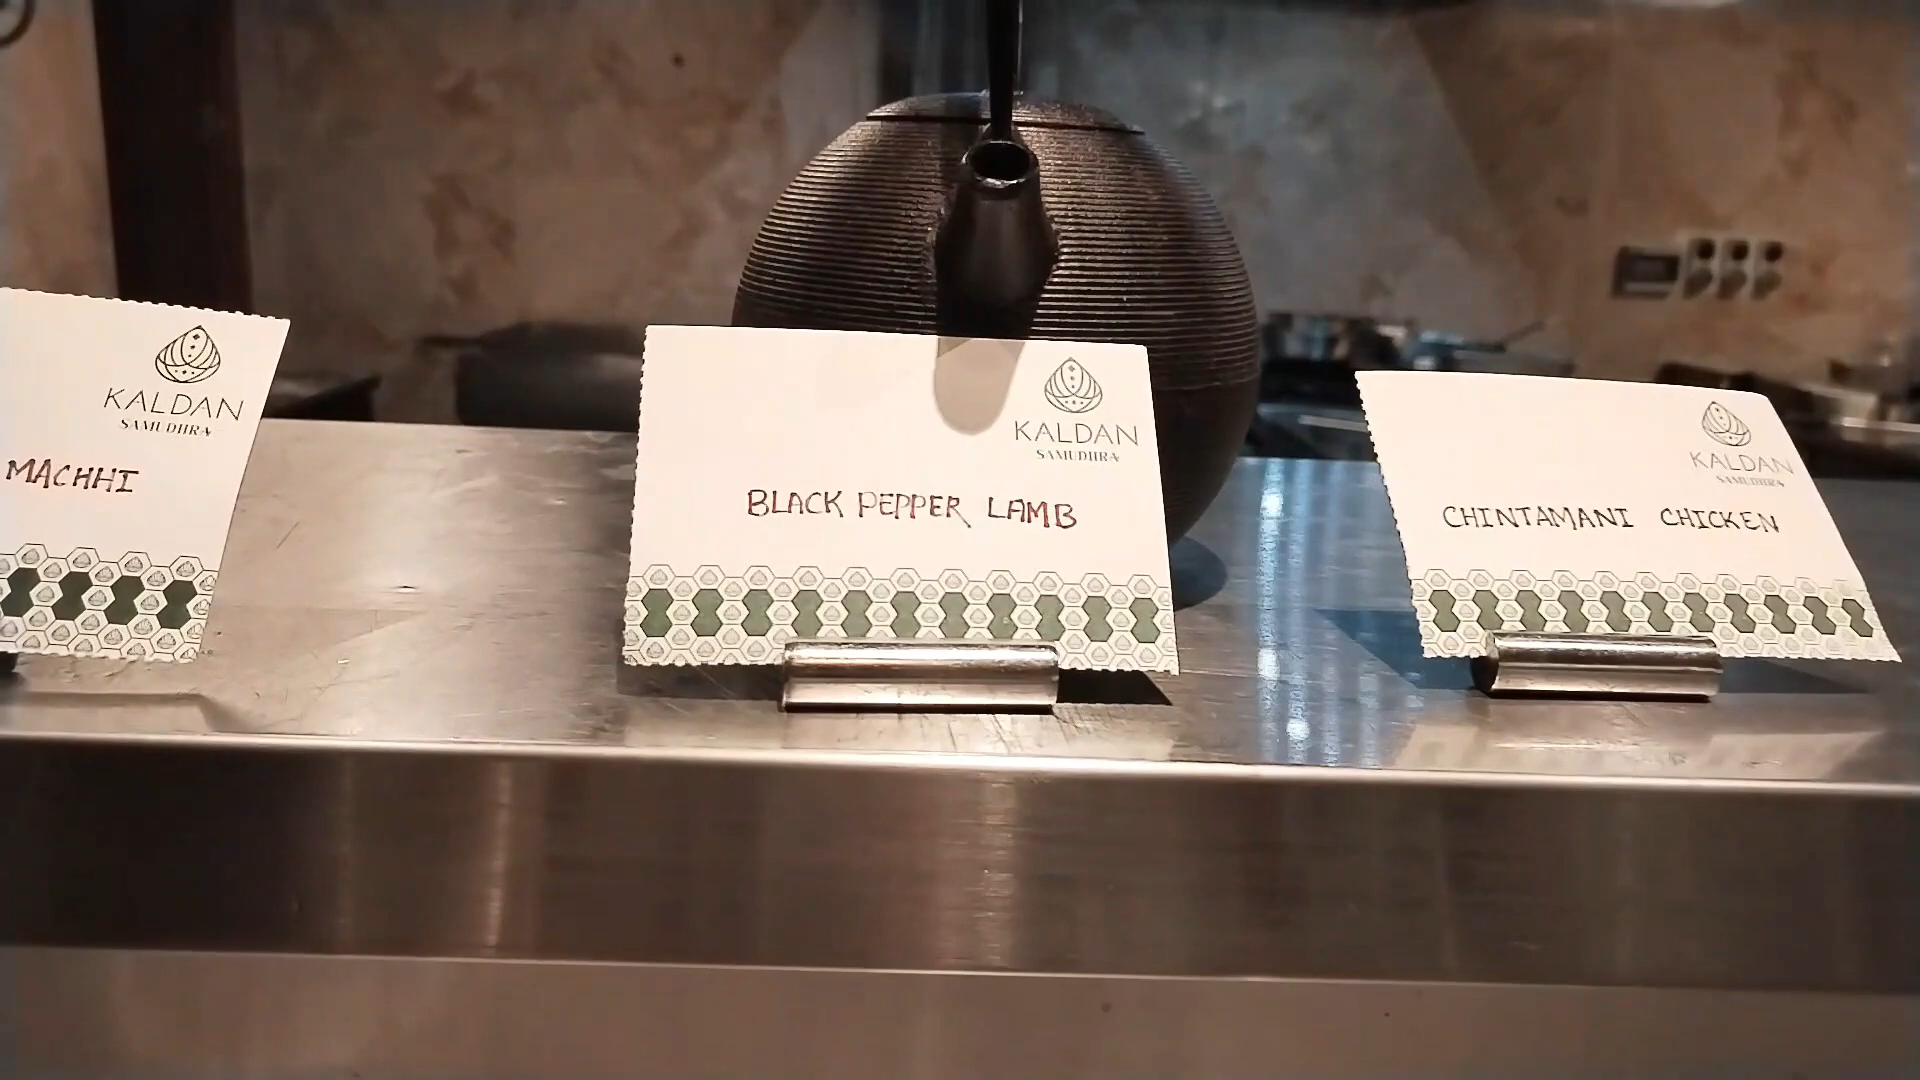 KALDAN
SAMUDHRA
MACHHI
KALDAN
SAMUDHRA
BLACK PEPPER LAMB
KALDAN
SAMUDHRA
CHINTAMANI CHICKEN